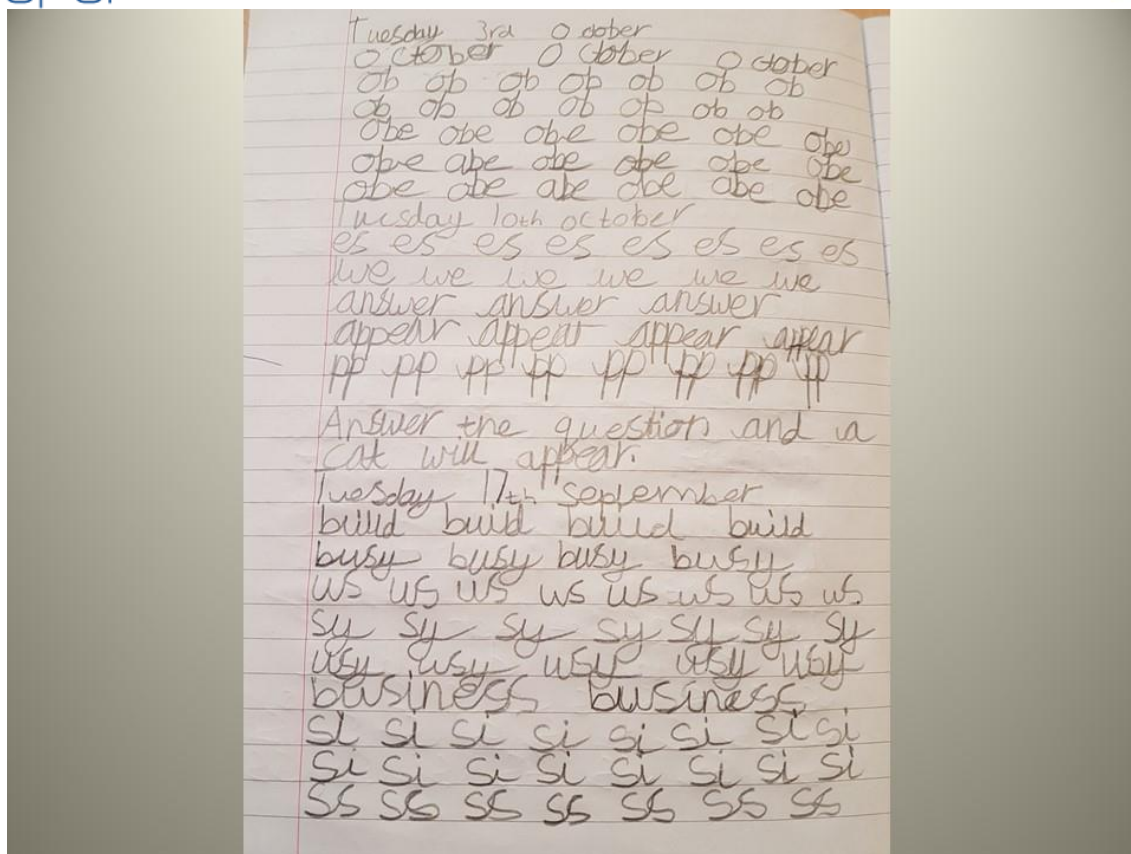 Tuesday 3rd October
October October October
ob ob ob ob ob ob ob
ob ob ob ob ob ob ob
obe obe obe obe obe obe
obe obe obe obe obe obe
obe obe obe obe obe obe
Tuesday 10th october
es es es es es es es es
we we we we we we
answer answer answer
appear appear appear appear
pp pp pp pp pp pp pp pp
Answer the question and a
cat will appear.
Tuesday 17th September
build build build build
busy busy busy busy
us us us us us us us us
sy sy sy sy sy sy sy
usy usy usy usy usy
business business
si si si si si si si si
si si si si si si si si
ss ss ss ss ss ss ss